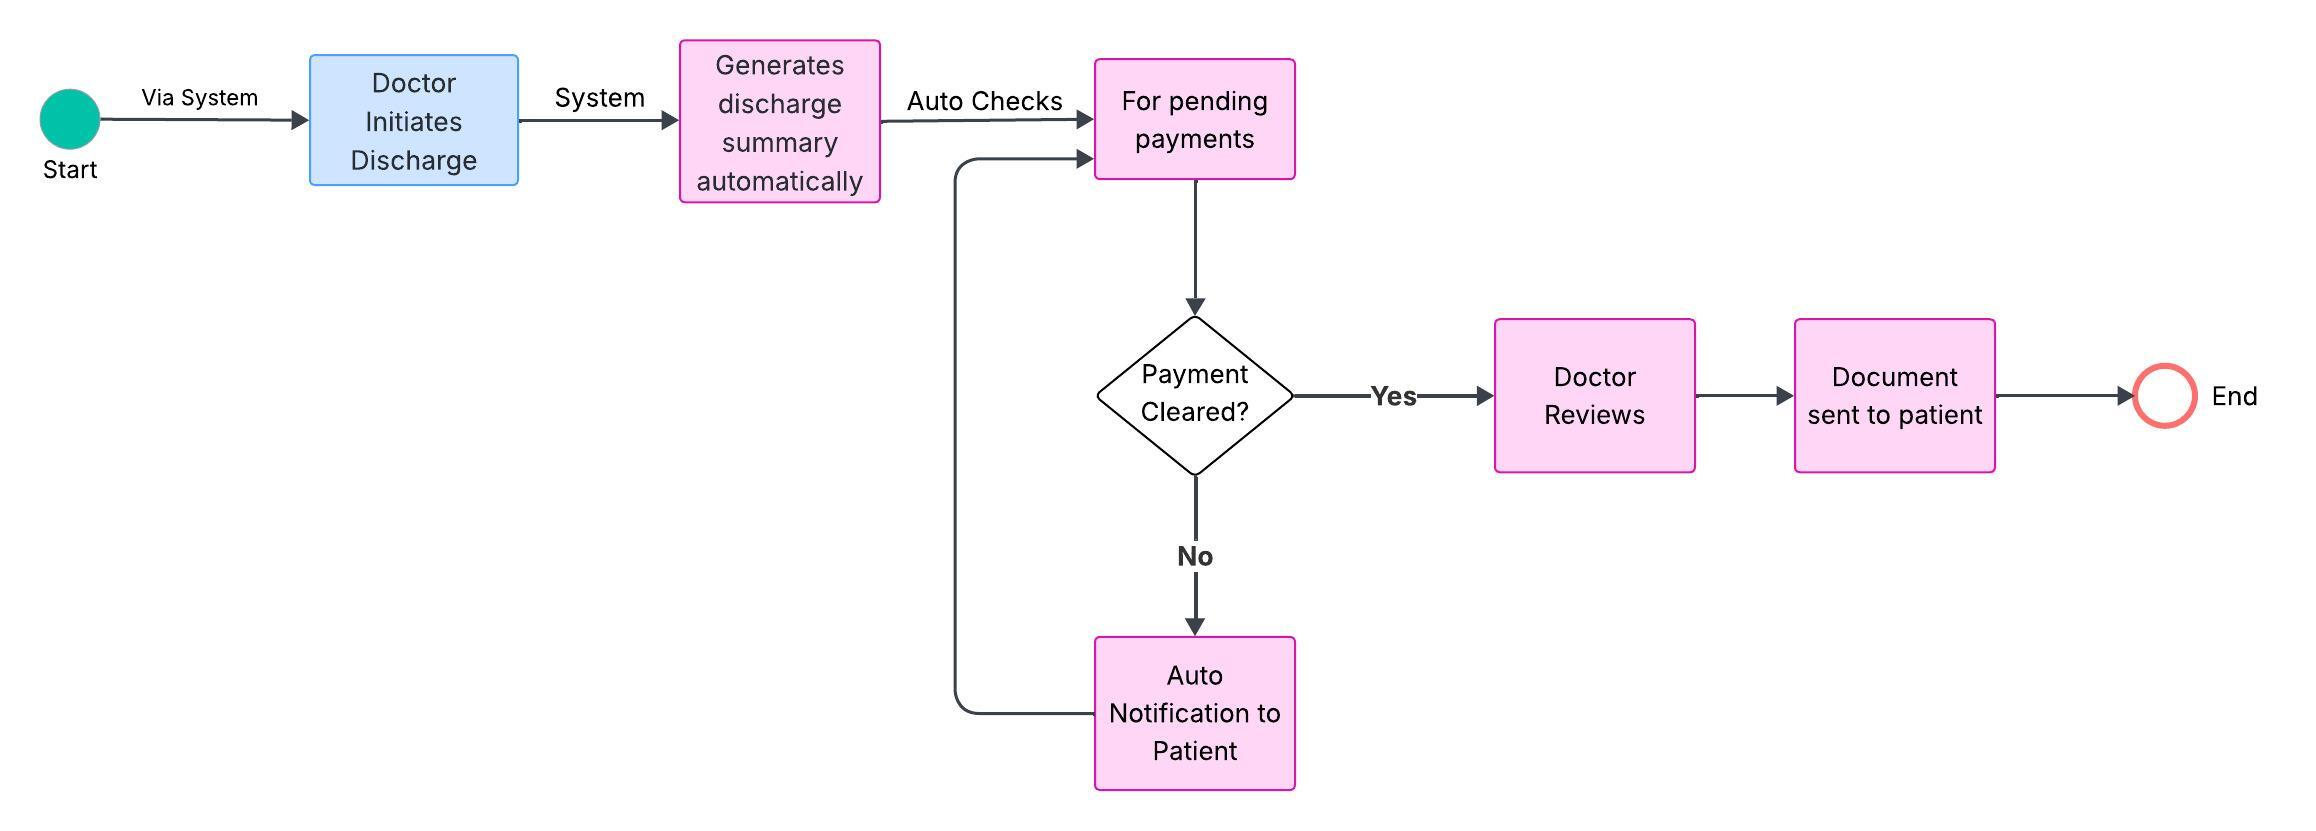 Start
Via System
Doctor
Initiates
Discharge
System
Generates
discharge
summary
automatically
Auto Checks
For pending
payments
Payment
Cleared?
Yes
Doctor
Reviews
Document
sent to patient
End
No
Auto
Notification to
Patient